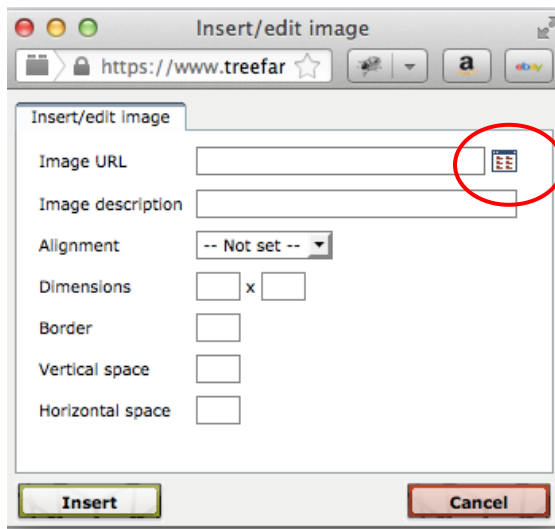 Insert/edit image
https://www.treefar
a
ebay
Insert/edit image
Image URL
Image description
Alignment -- Not set --
Dimensions x
Border
Vertical space
Horizontal space
Insert Cancel